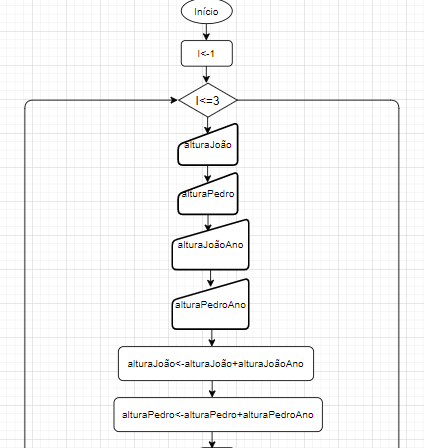 Início
I<-1
I<=3
alturaJoão
alturaPedro
alturaJoãoAno
alturaPedroAno
alturaJoão<-alturaJoão+alturaJoãoAno
alturaPedro<-alturaPedro+alturaPedroAno